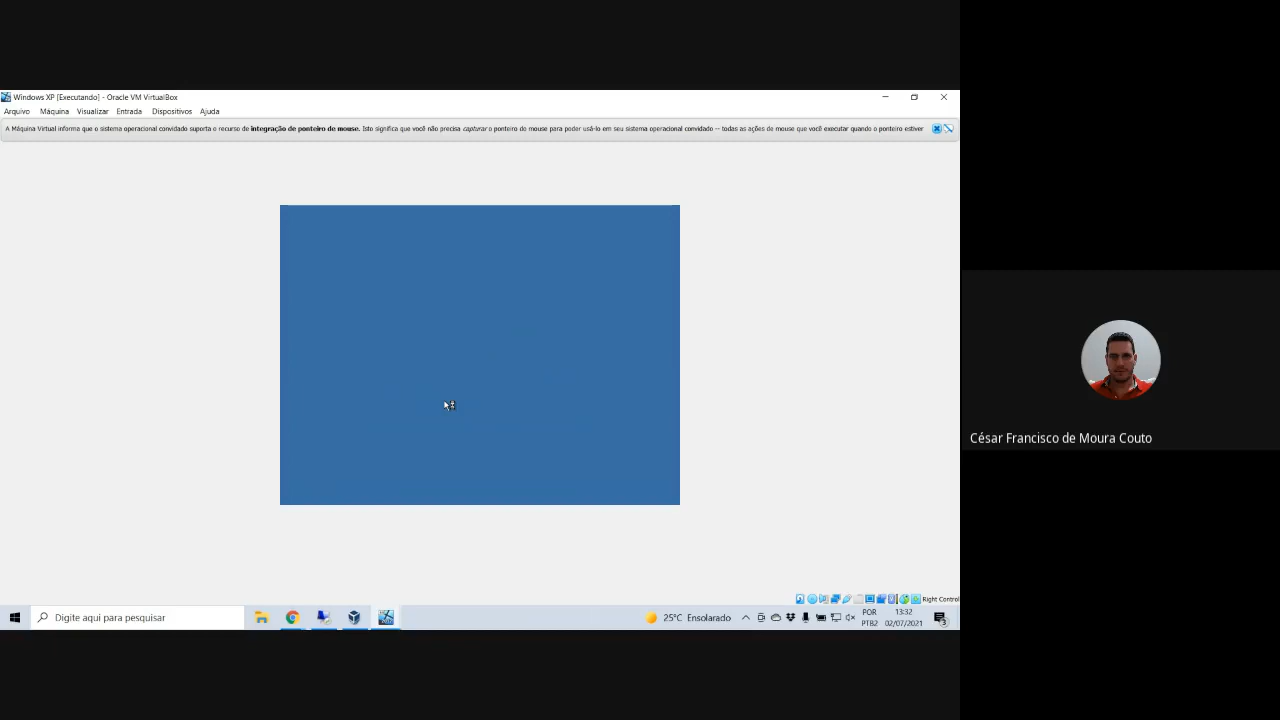 Windows XP [Executando] - Oracle VM VirtualBox
Arquivo Máquina Visualizar Entrada Dispositivos Ajuda
A Máquina Virtual informa que o sistema operacional convidado suporta o recurso de integração de ponteiro de mouse. Isto significa que você não precisa capturar o ponteiro do mouse para poder usá-lo em seu sistema operacional convidado -- todas as ações de mouse que você executar quando o ponteiro estiver
César Francisco de Moura Couto
Right Control
Digite aqui para pesquisar
25°C Ensolarado
POR
PTB2
13:32
02/07/2021
3